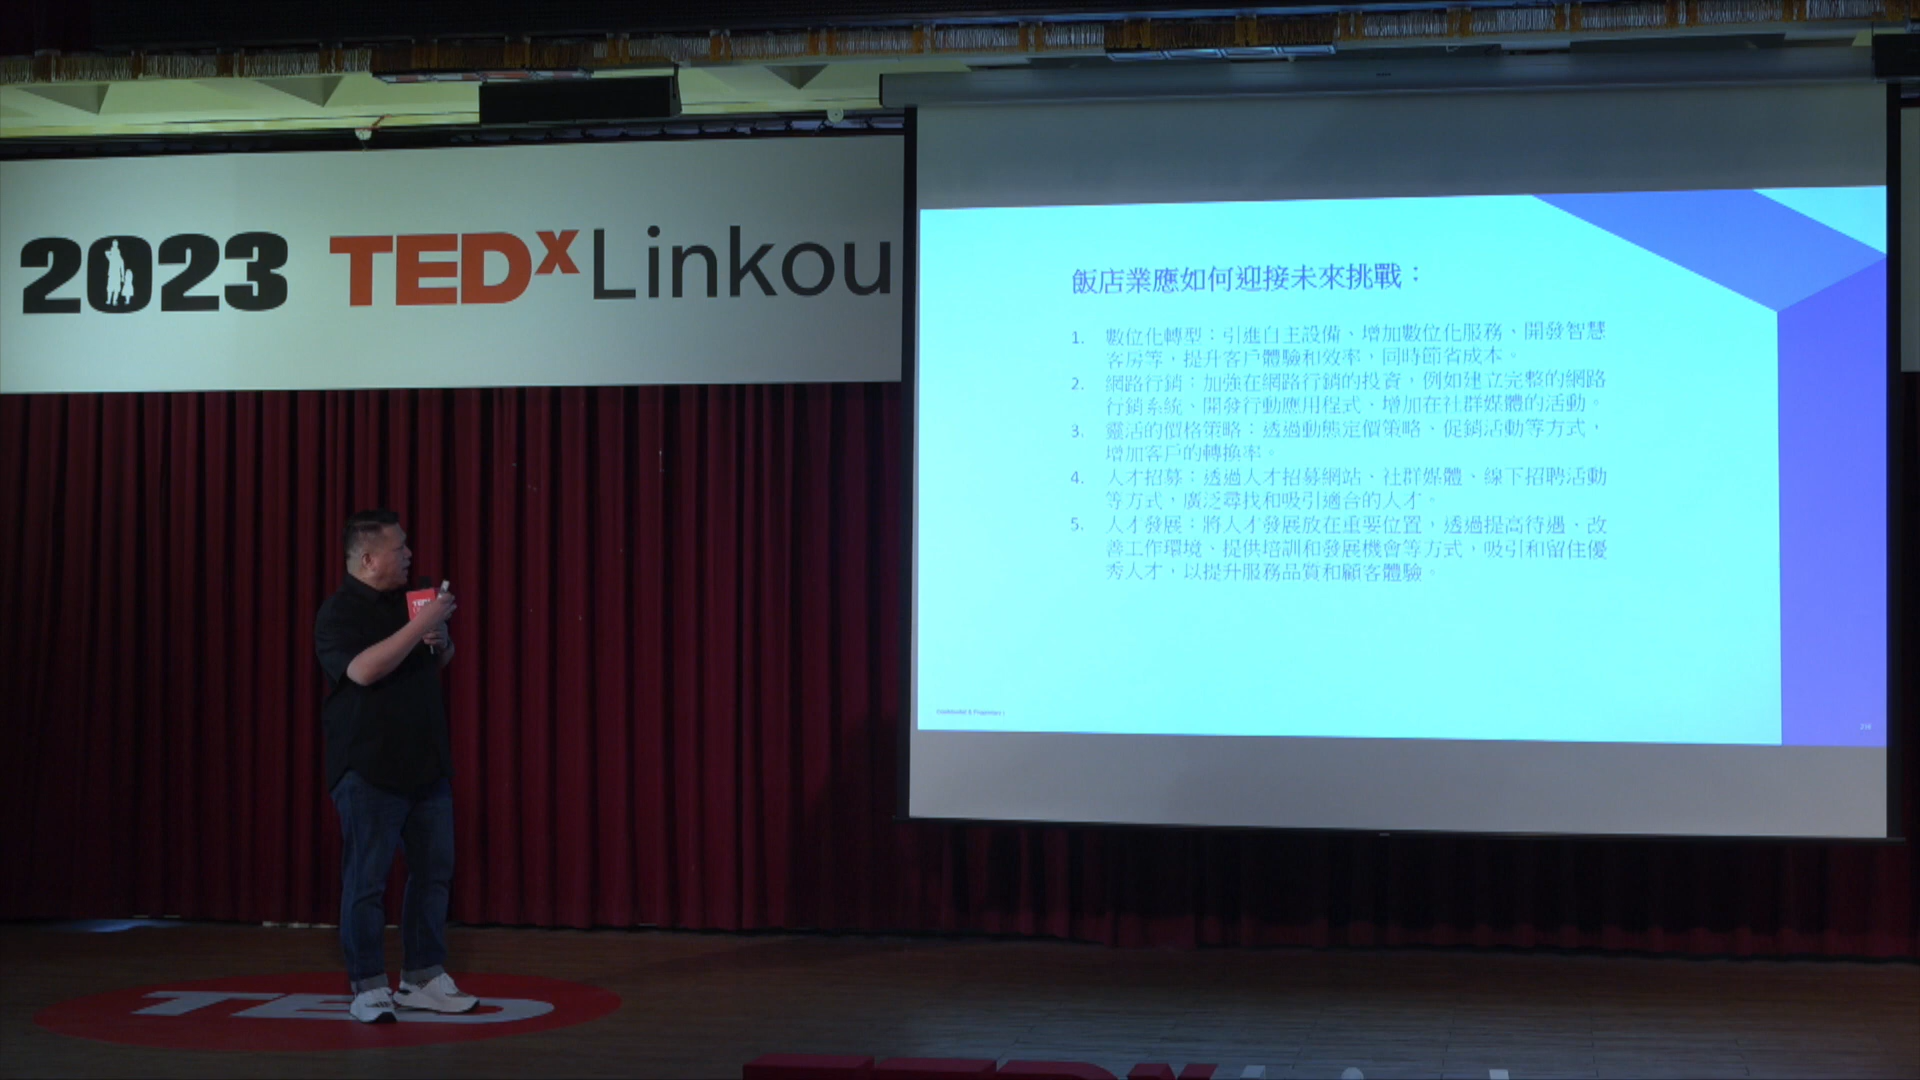 2023 TEDxLinkou
飯店業應如何迎接未來挑戰：
1. 數位化轉型：引進自主設備、增加數位化服務、開發智慧
客房等，提升客戶體驗和效率，同時節省成本。
2. 網路行銷：加強在網路行銷的投資，例如建立完整的網路
行銷系統、開發行動應用程式、增加在社群媒體的活動。
3. 靈活的價格策略：透過動態定價策略、促銷活動等方式，
增加客戶的轉換率。
4. 人才招募：透過人才招募網站、社群媒體、線下招聘活動
等方式，廣泛尋找和吸引適合的人才。
5. 人才發展：將人才發展放在重要位置，透過提高待遇、改
善工作環境、提供培訓和發展機會等方式，吸引和留住優
秀人才，以提升服務品質和顧客體驗。
TED
TED